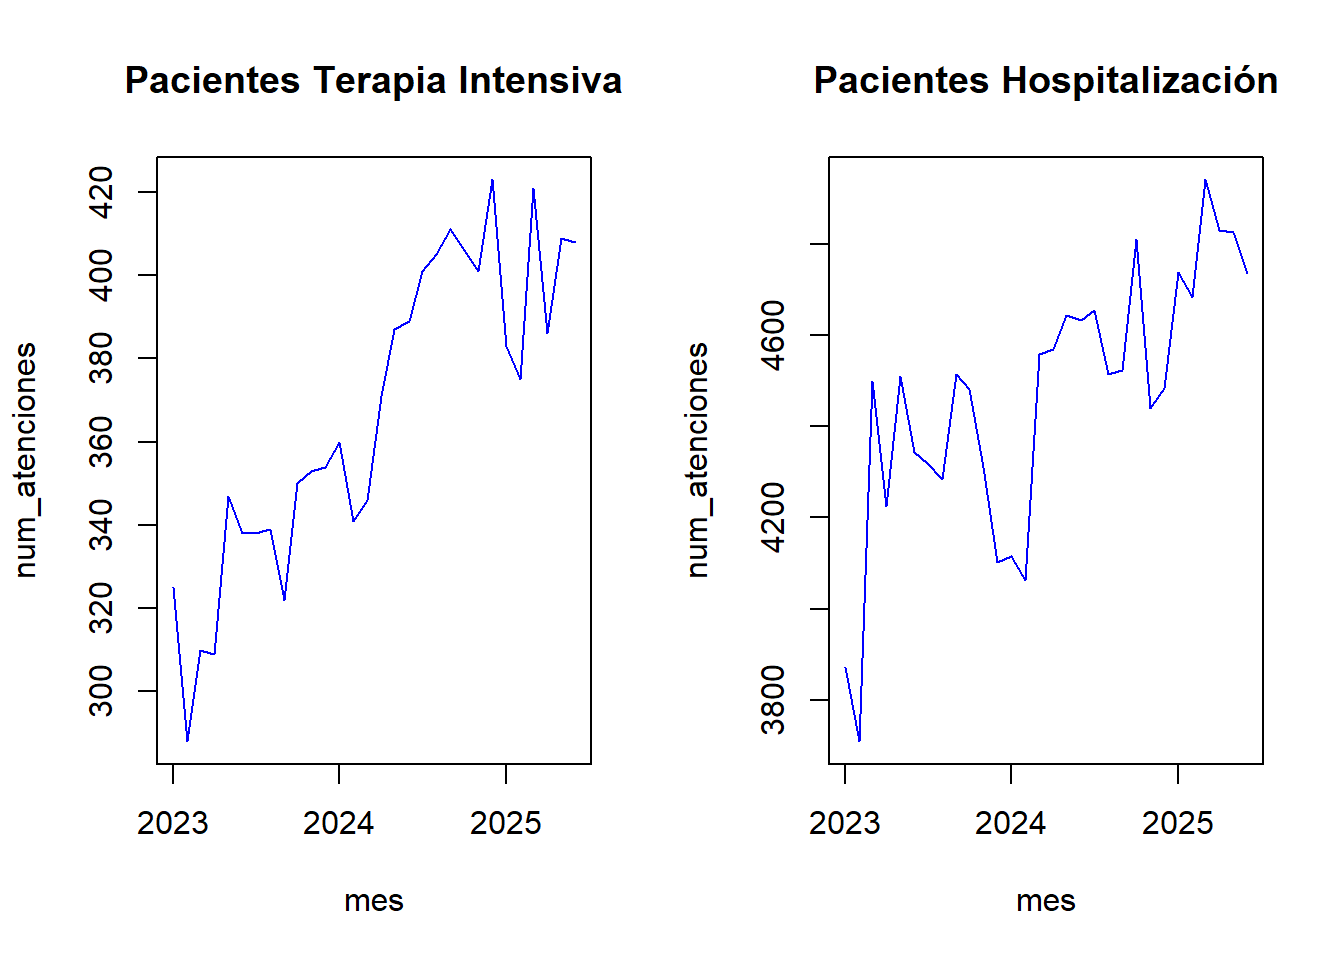 Pacientes Terapia Intensiva
num_atenciones
420
400
380
360
340
320
300
2023 2024 2025
mes
Pacientes Hospitalización
num_atenciones
4600
4200
3800
2023 2024 2025
mes